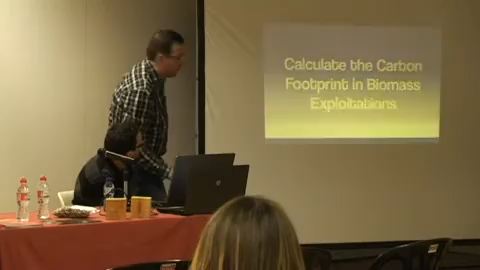 Calculate the Carbon
Footprint in Biomass
Exploitations